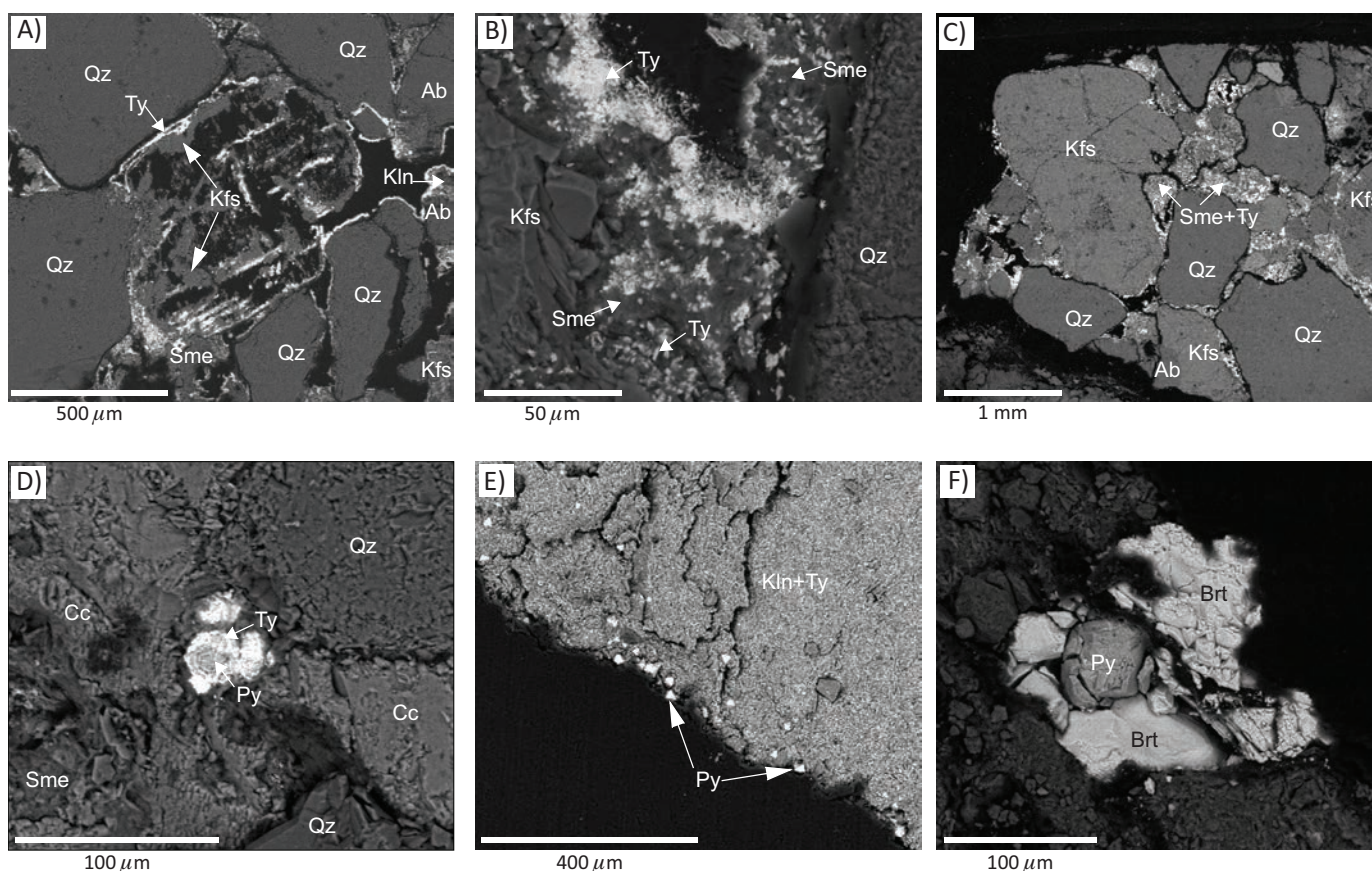 A)
Qz
Qz
Ty
Ab
Kfs
Kln
Ab
Qz
Qz
Qz
Sme
Kfs
500 μm
B)
Ty
Sme
Kfs
Qz
Sme
Ty
50 μm
C)
Qz
Kfs
Kfs
Sme+Ty
Qz
Qz
Qz
Kfs
Ab
1 mm
D)
Qz
Cc
Ty
Py
Cc
Sme
Qz
100 μm
E)
Kln+Ty
Py
400 μm
F)
Brt
Py
Brt
100 μm